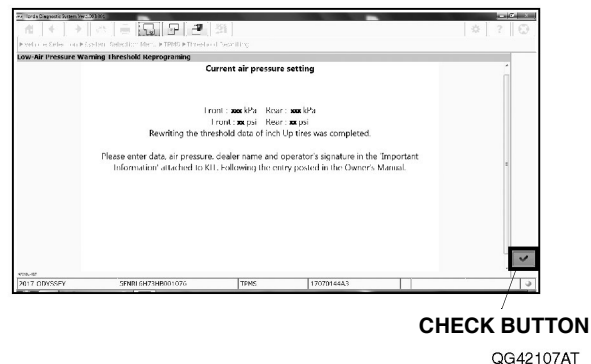 Honda Diagnostic System
Low-Air Pressure Warning Threshold Reprograming
Current air pressure setting
Front : xxx kPa Rear : xxx kPa
Front : xx psi Rear : xx psi
Rewriting the threshold data of inch Up tires was completed.
Please enter data, air pressure, dealer name and operator's signature in the 'Important
Information' attached to KIT. Following the entry posted in the Owner's Manual.
2017 ODYSSEY TPMS
CHECK BUTTON
QG42107AT